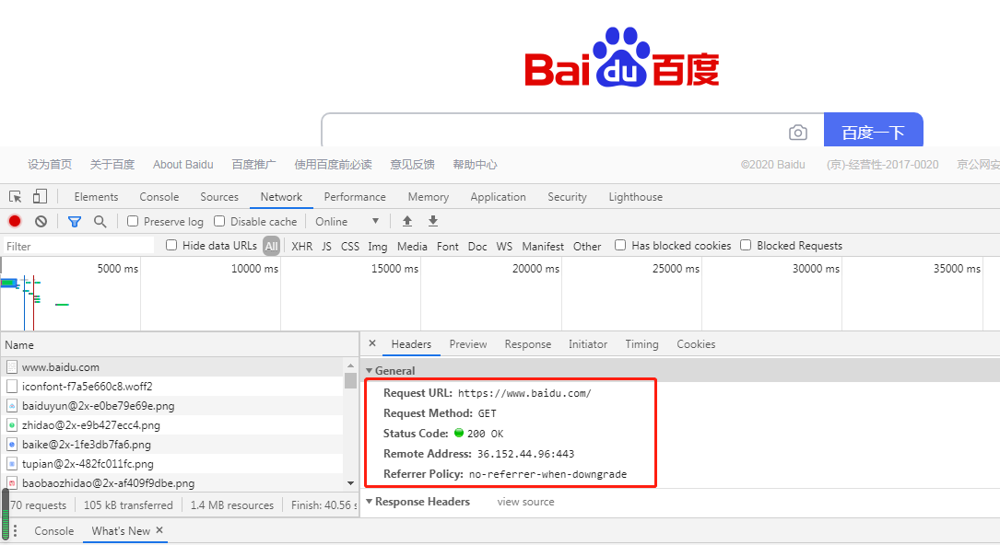 Bai du 百度
百度一下
设为首页 关于百度 About Baidu 百度推广 使用百度前必读 意见反馈 帮助中心 ©2020 Baidu (京)-经营性-2017-0020 京公网安
Elements Console Sources Network Performance Memory Application Security Lighthouse
Preserve log Disable cache Online
Filter Hide data URLs All XHR JS CSS Img Media Font Doc WS Manifest Other Has blocked cookies Blocked Requests
5000 ms 10000 ms 15000 ms 20000 ms 25000 ms 30000 ms 35000 ms
Name
www.baidu.com
iconfont-f7a5e660c8.woff2
baiduyun@2x-e0be79e69e.png
zhidao@2x-e9b427ecc4.png
baike@2x-1fe3db7fa6.png
tupian@2x-482fc011fc.png
baobaozhidao@2x-af409f9dbe.png
70 requests 105 kB transferred 1.4 MB resources Finish: 40.56 s
× Headers Preview Response Initiator Timing Cookies
General
Request URL: https://www.baidu.com/
Request Method: GET
Status Code: 200 OK
Remote Address: 36.152.44.96:443
Referrer Policy: no-referrer-when-downgrade
Response Headers view source
Console What's New ×